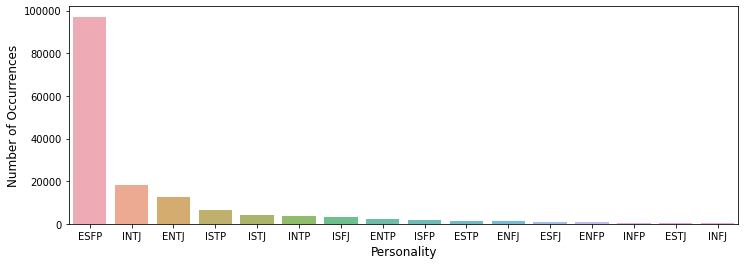 100000
80000
60000
40000
20000
0
Number of Occurrences
ESFP INTJ ENTJ ISTP ISTJ INTP ISFJ ENTP ISFP ESTP ENFJ ESFJ ENFP INFP ESTJ INFJ
Personality